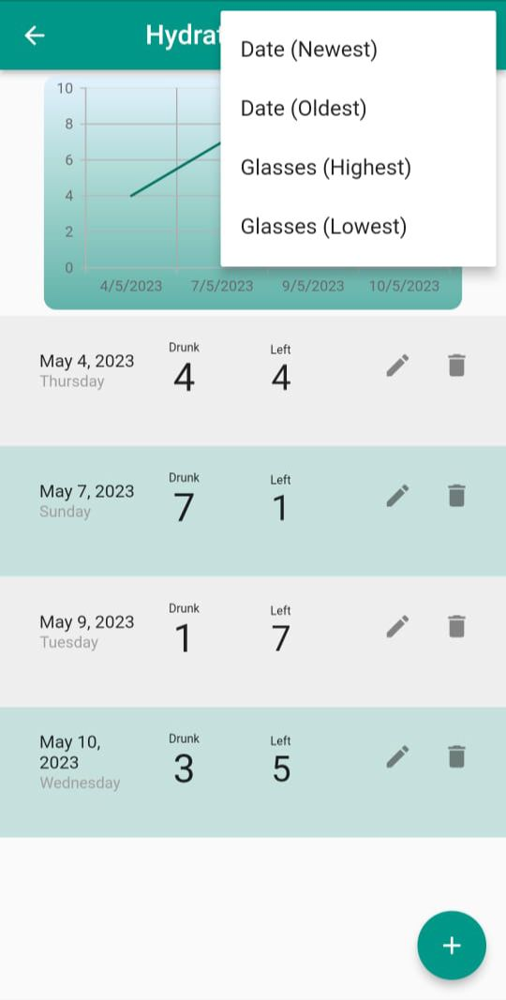 Hydrat
Date (Newest)
Date (Oldest)
Glasses (Highest)
Glasses (Lowest)
10
8
6
4
2
0
4/5/2023 7/5/2023 9/5/2023 10/5/2023
May 4, 2023
Thursday
Drunk
4
Left
4
May 7, 2023
Sunday
Drunk
7
Left
1
May 9, 2023
Tuesday
Drunk
1
Left
7
May 10,
2023
Wednesday
Drunk
3
Left
5